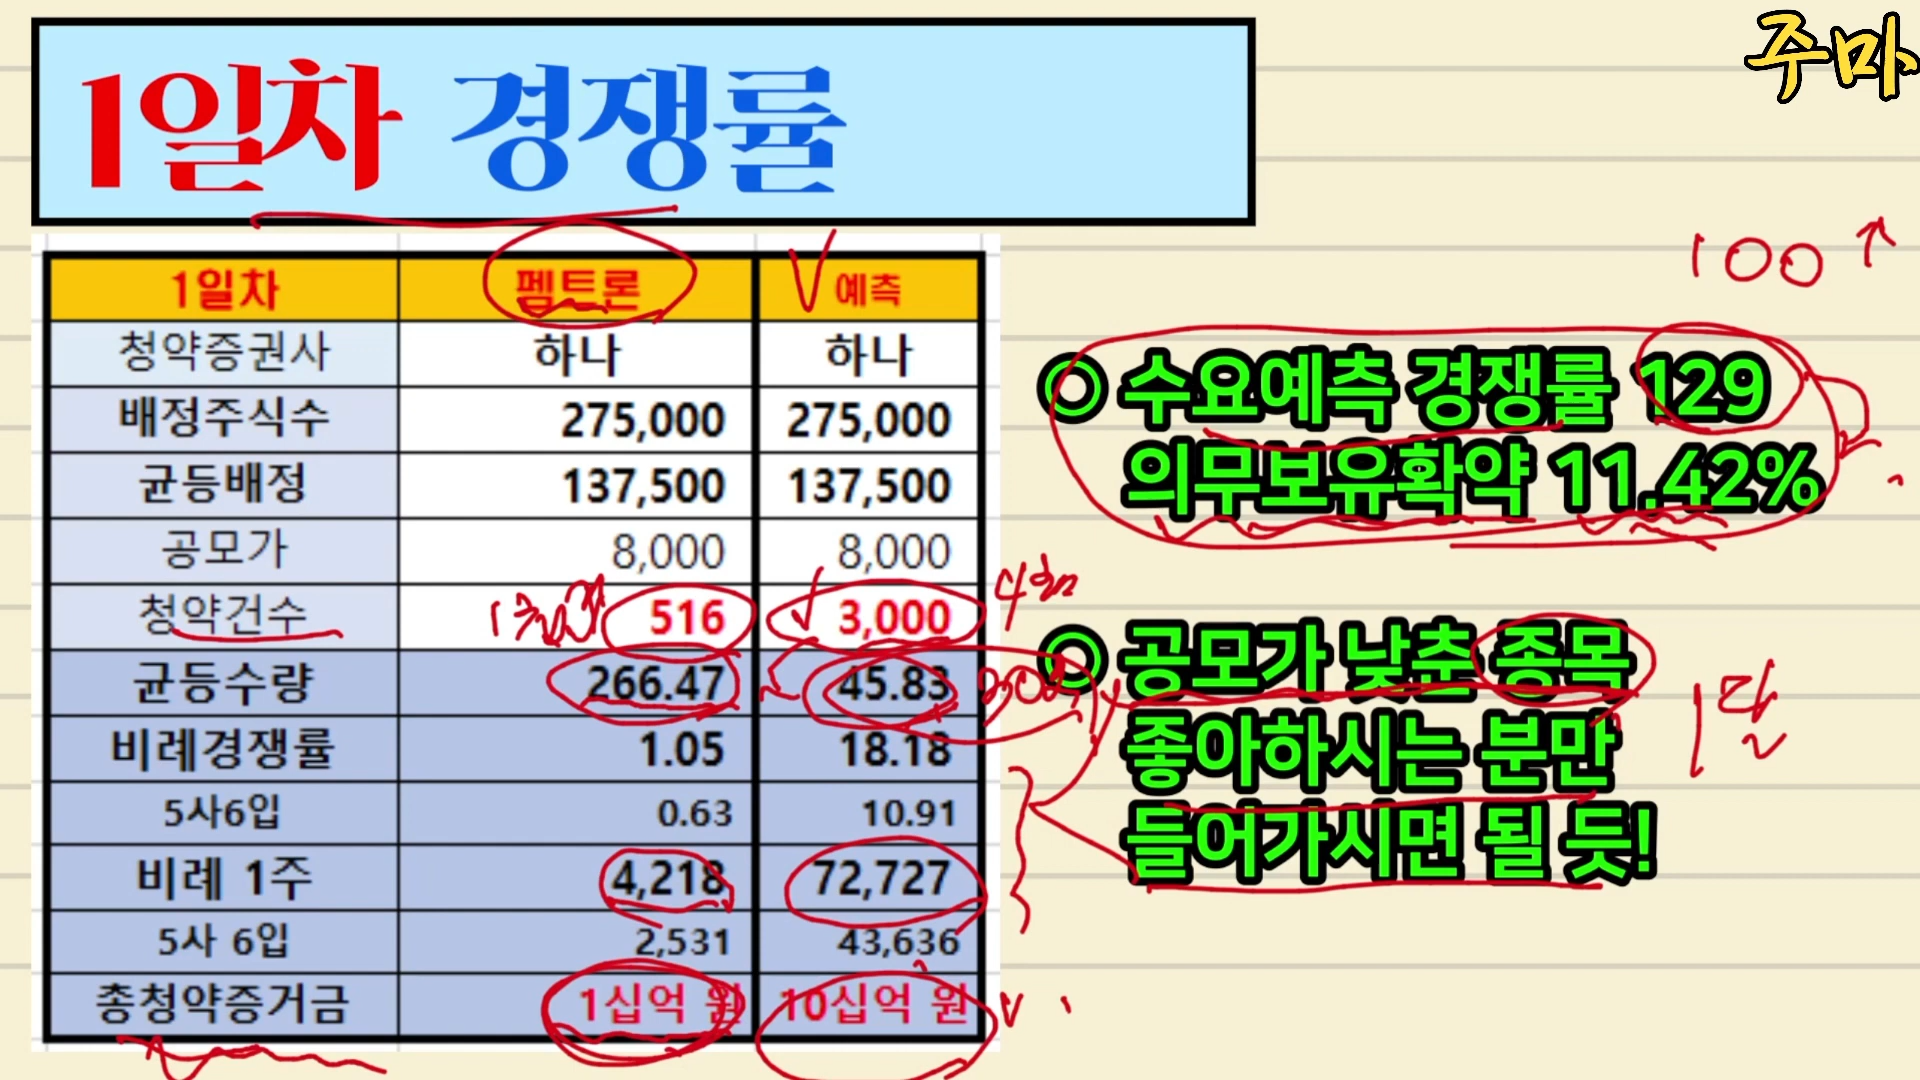 주마
1일차 경쟁률
1일차 펨트론 예측
청약증권사 하나 하나
배정주식수 275,000 275,000
균등배정 137,500 137,500
공모가 8,000 8,000
청약건수 516 3,000
균등수량 266.47 45.83
비례경쟁률 1.05 18.18
5사6입 0.63 10.91
비례 1주 4,218 72,727
5사 6입 2,531 43,636
총청약증거금 1십억 원 10십억 원
100↑
◎ 수요예측 경쟁률 129
의무보유확약 11.42%
◎ 공모가 낮춘 종목
좋아하시는 분만
들어가시면 될 듯!